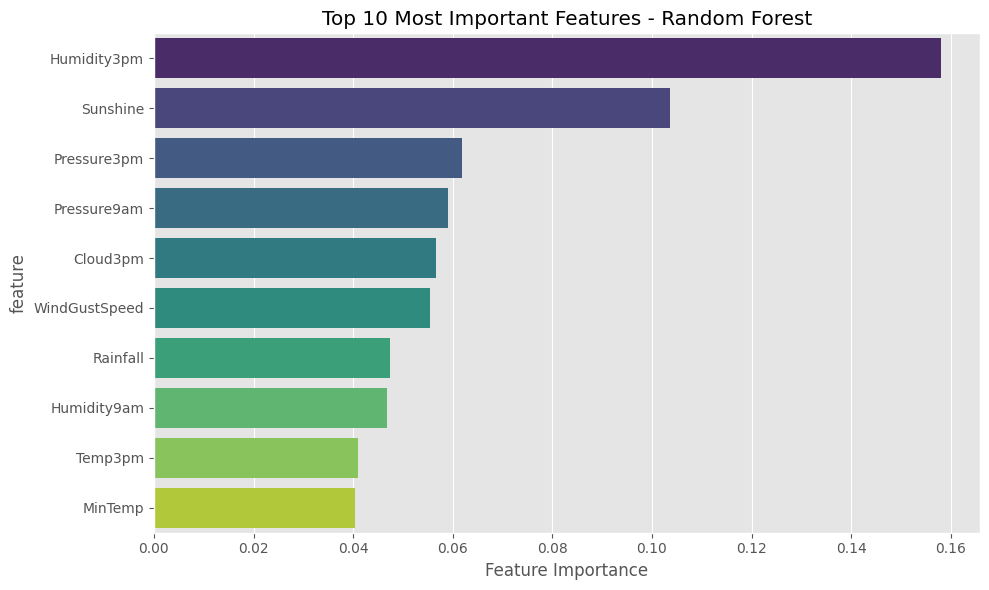 Top 10 Most Important Features - Random Forest
Humidity3pm
Sunshine
Pressure3pm
Pressure9am
Cloud3pm
WindGustSpeed
Rainfall
Humidity9am
Temp3pm
MinTemp
feature
0.00 0.02 0.04 0.06 0.08 0.10 0.12 0.14 0.16
Feature Importance